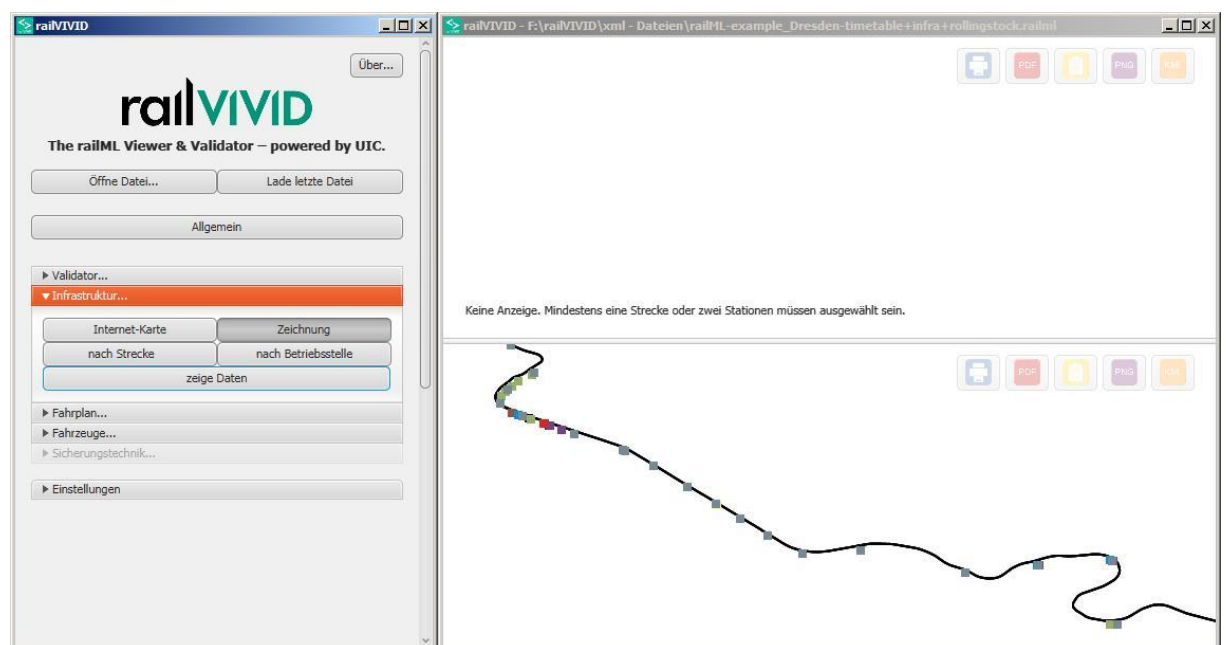 railVIVID
Über...
railVIVID
The railML Viewer & Validator – powered by UIC.
Öffne Datei...
Lade letzte Datei
Allgemein
Validator...
Infrastruktur...
Internet-Karte
Zeichnung
nach Strecke
nach Betriebsstelle
zeige Daten
Fahrplan...
Fahrzeuge...
Sicherungstechnik...
Einstellungen
railVIVID - F:\railVIVID\xml - Dateien\railML-example_Dresden-timetable+infra+rollingstock.railml
PDF
PNG
KML
Keine Anzeige. Mindestens eine Strecke oder zwei Stationen müssen ausgewählt sein.
PDF
PNG
KML